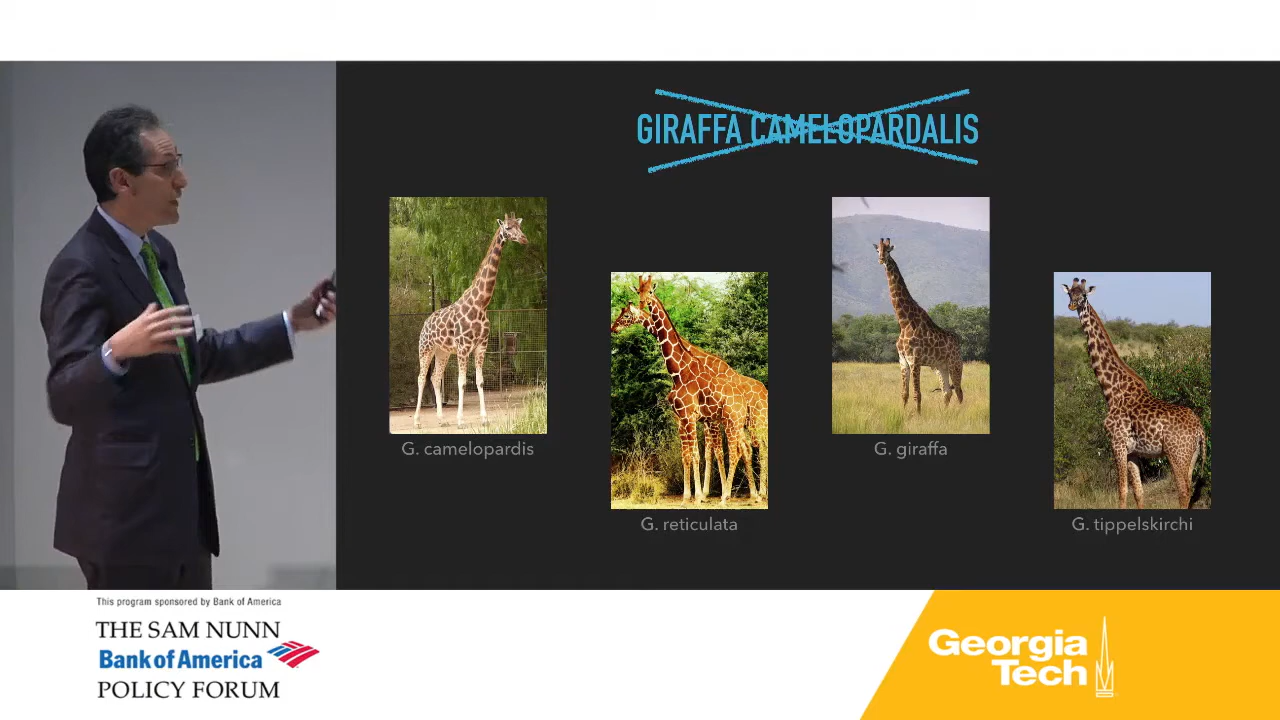 GIRAFFA CAMELOPARDALIS
G. camelopardis
G. giraffa
G. reticulata
G. tippelskirchi
This program sponsored by Bank of America
THE SAM NUNN
Bank of America
POLICY FORUM
Georgia
Tech